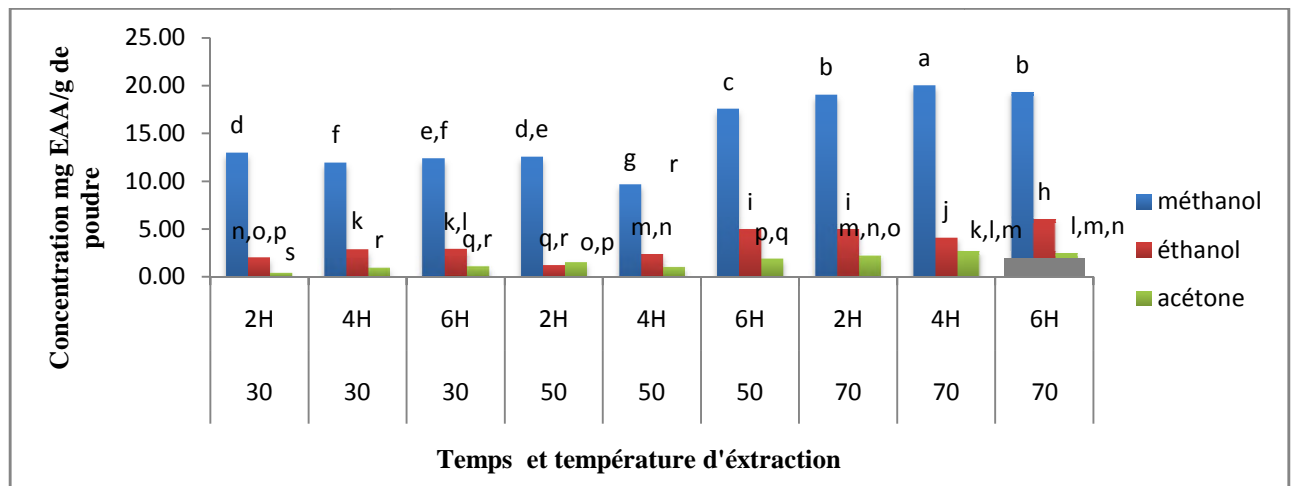 Concentration mg EAA/g de
poudre
25.00
20.00
15.00
10.00
5.00
0.00
d
n,o,p
s
f
k
r
e,f
k,l
q,r
d,e
q,r
o,p
g
m,n
r
c
i
p,q
b
i
m,n,o
a
j
k,l,m
b
h
l,m,n
méthanol
éthanol
acétone
2H 4H 6H 2H 4H 6H 2H 4H 6H
30 30 30 50 50 50 70 70 70
Temps et température d'éxtraction